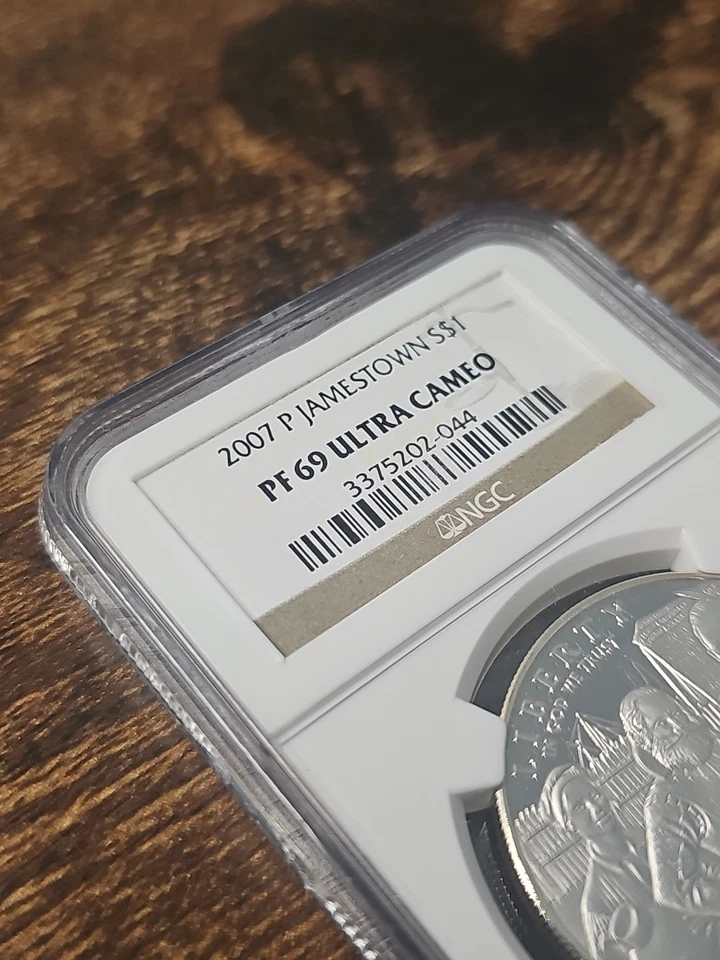 2007 P JAMESTOWN S$1
PF 69 ULTRA CAMEO
3375202-044
NGC
LIBERTY
IN GOD WE TRUST